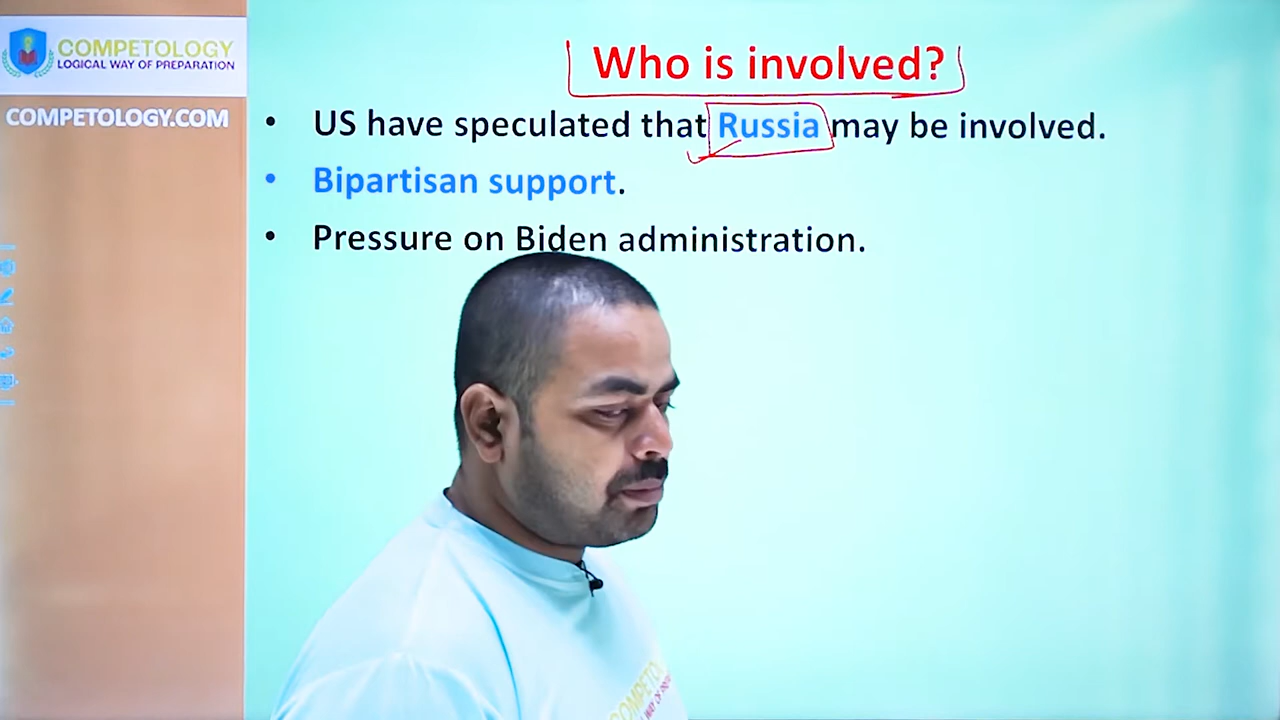 COMPETOLOGY
LOGICAL WAY OF PREPARATION
COMPETOLOGY.COM
Who is involved?
• US have speculated that Russia may be involved.
• Bipartisan support.
• Pressure on Biden administration.